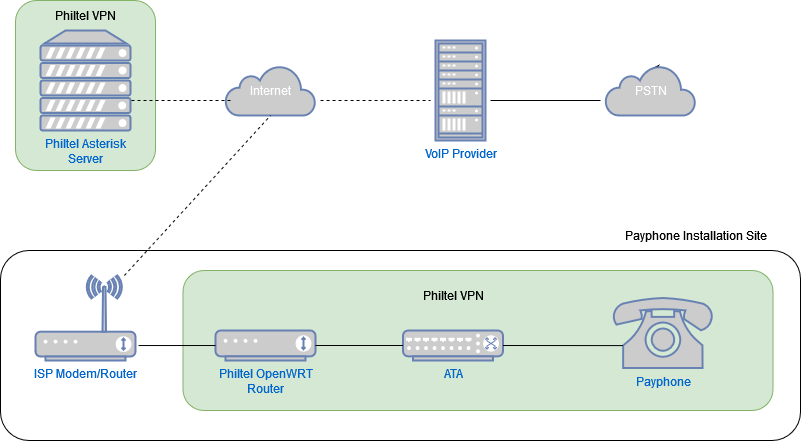 Philtel VPN
Internet
PSTN
Philtel Asterisk
Server
VoIP Provider
Payphone Installation Site
Philtel VPN
ISP Modem/Router
Philtel OpenWRT
Router
ATA
Payphone